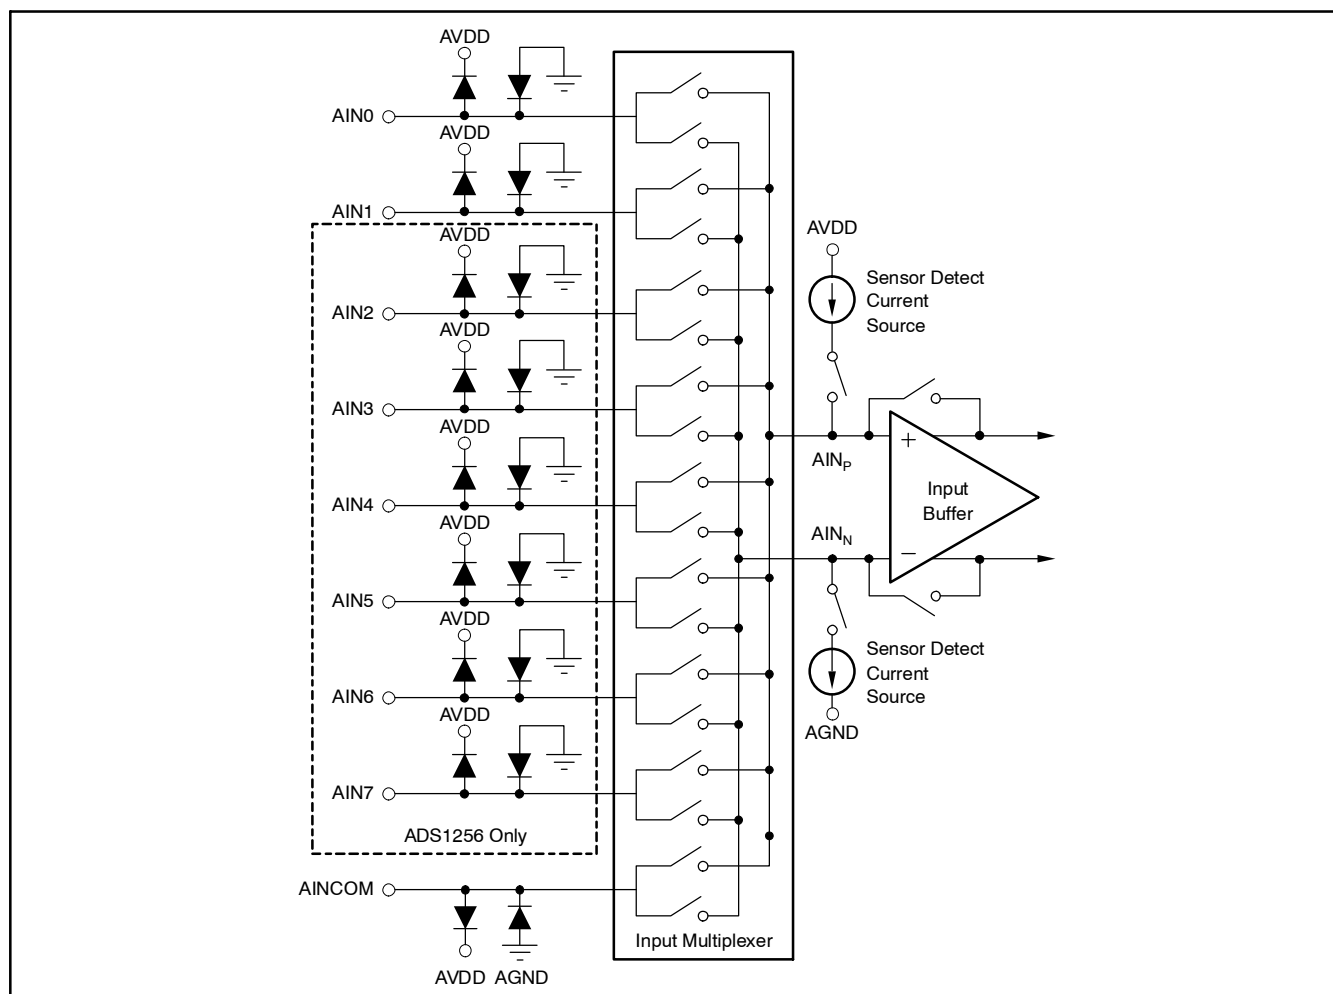 AVDD
AIN0
AVDD
AIN1
AVDD
AIN2
AVDD
AIN3
AVDD
AIN4
AVDD
AIN5
AVDD
AIN6
AVDD
AIN7
ADS1256 Only
AINCOM
AVDD AGND
Input Multiplexer
AVDD
Sensor Detect
Current
Source
AINP
+
Input
Buffer
AINN
−
Sensor Detect
Current
Source
AGND